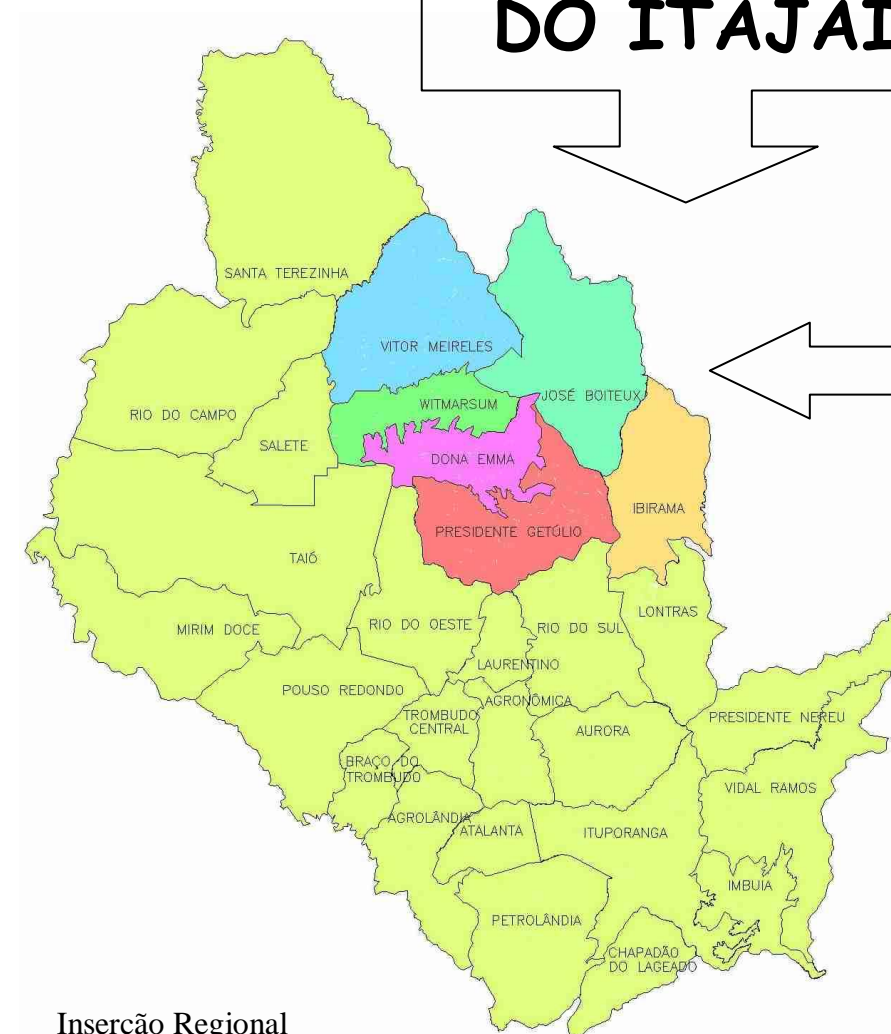 DO ITAJAI
SANTA TEREZINHA
VITOR MEIRELES
JOSÉ BOITEUX
WITMARSUM
RIO DO CAMPO
SALETE
DONA EMMA
IBIRAMA
PRESIDENTE GETÚLIO
TAIÓ
LONTRAS
MIRIM DOCE
RIO DO OESTE
RIO DO SUL
LAURENTINO
POUSO REDONDO
AGRONÔMICA
TROMBUDO
CENTRAL
PRESIDENTE NEREU
AURORA
BRAÇO DO
TROMBUDO
VIDAL RAMOS
AGROLÂNDIA
ATALANTA
ITUPORANGA
IMBUIA
PETROLÂNDIA
CHAPADÃO
DO LAGEADO
Inserção Regional